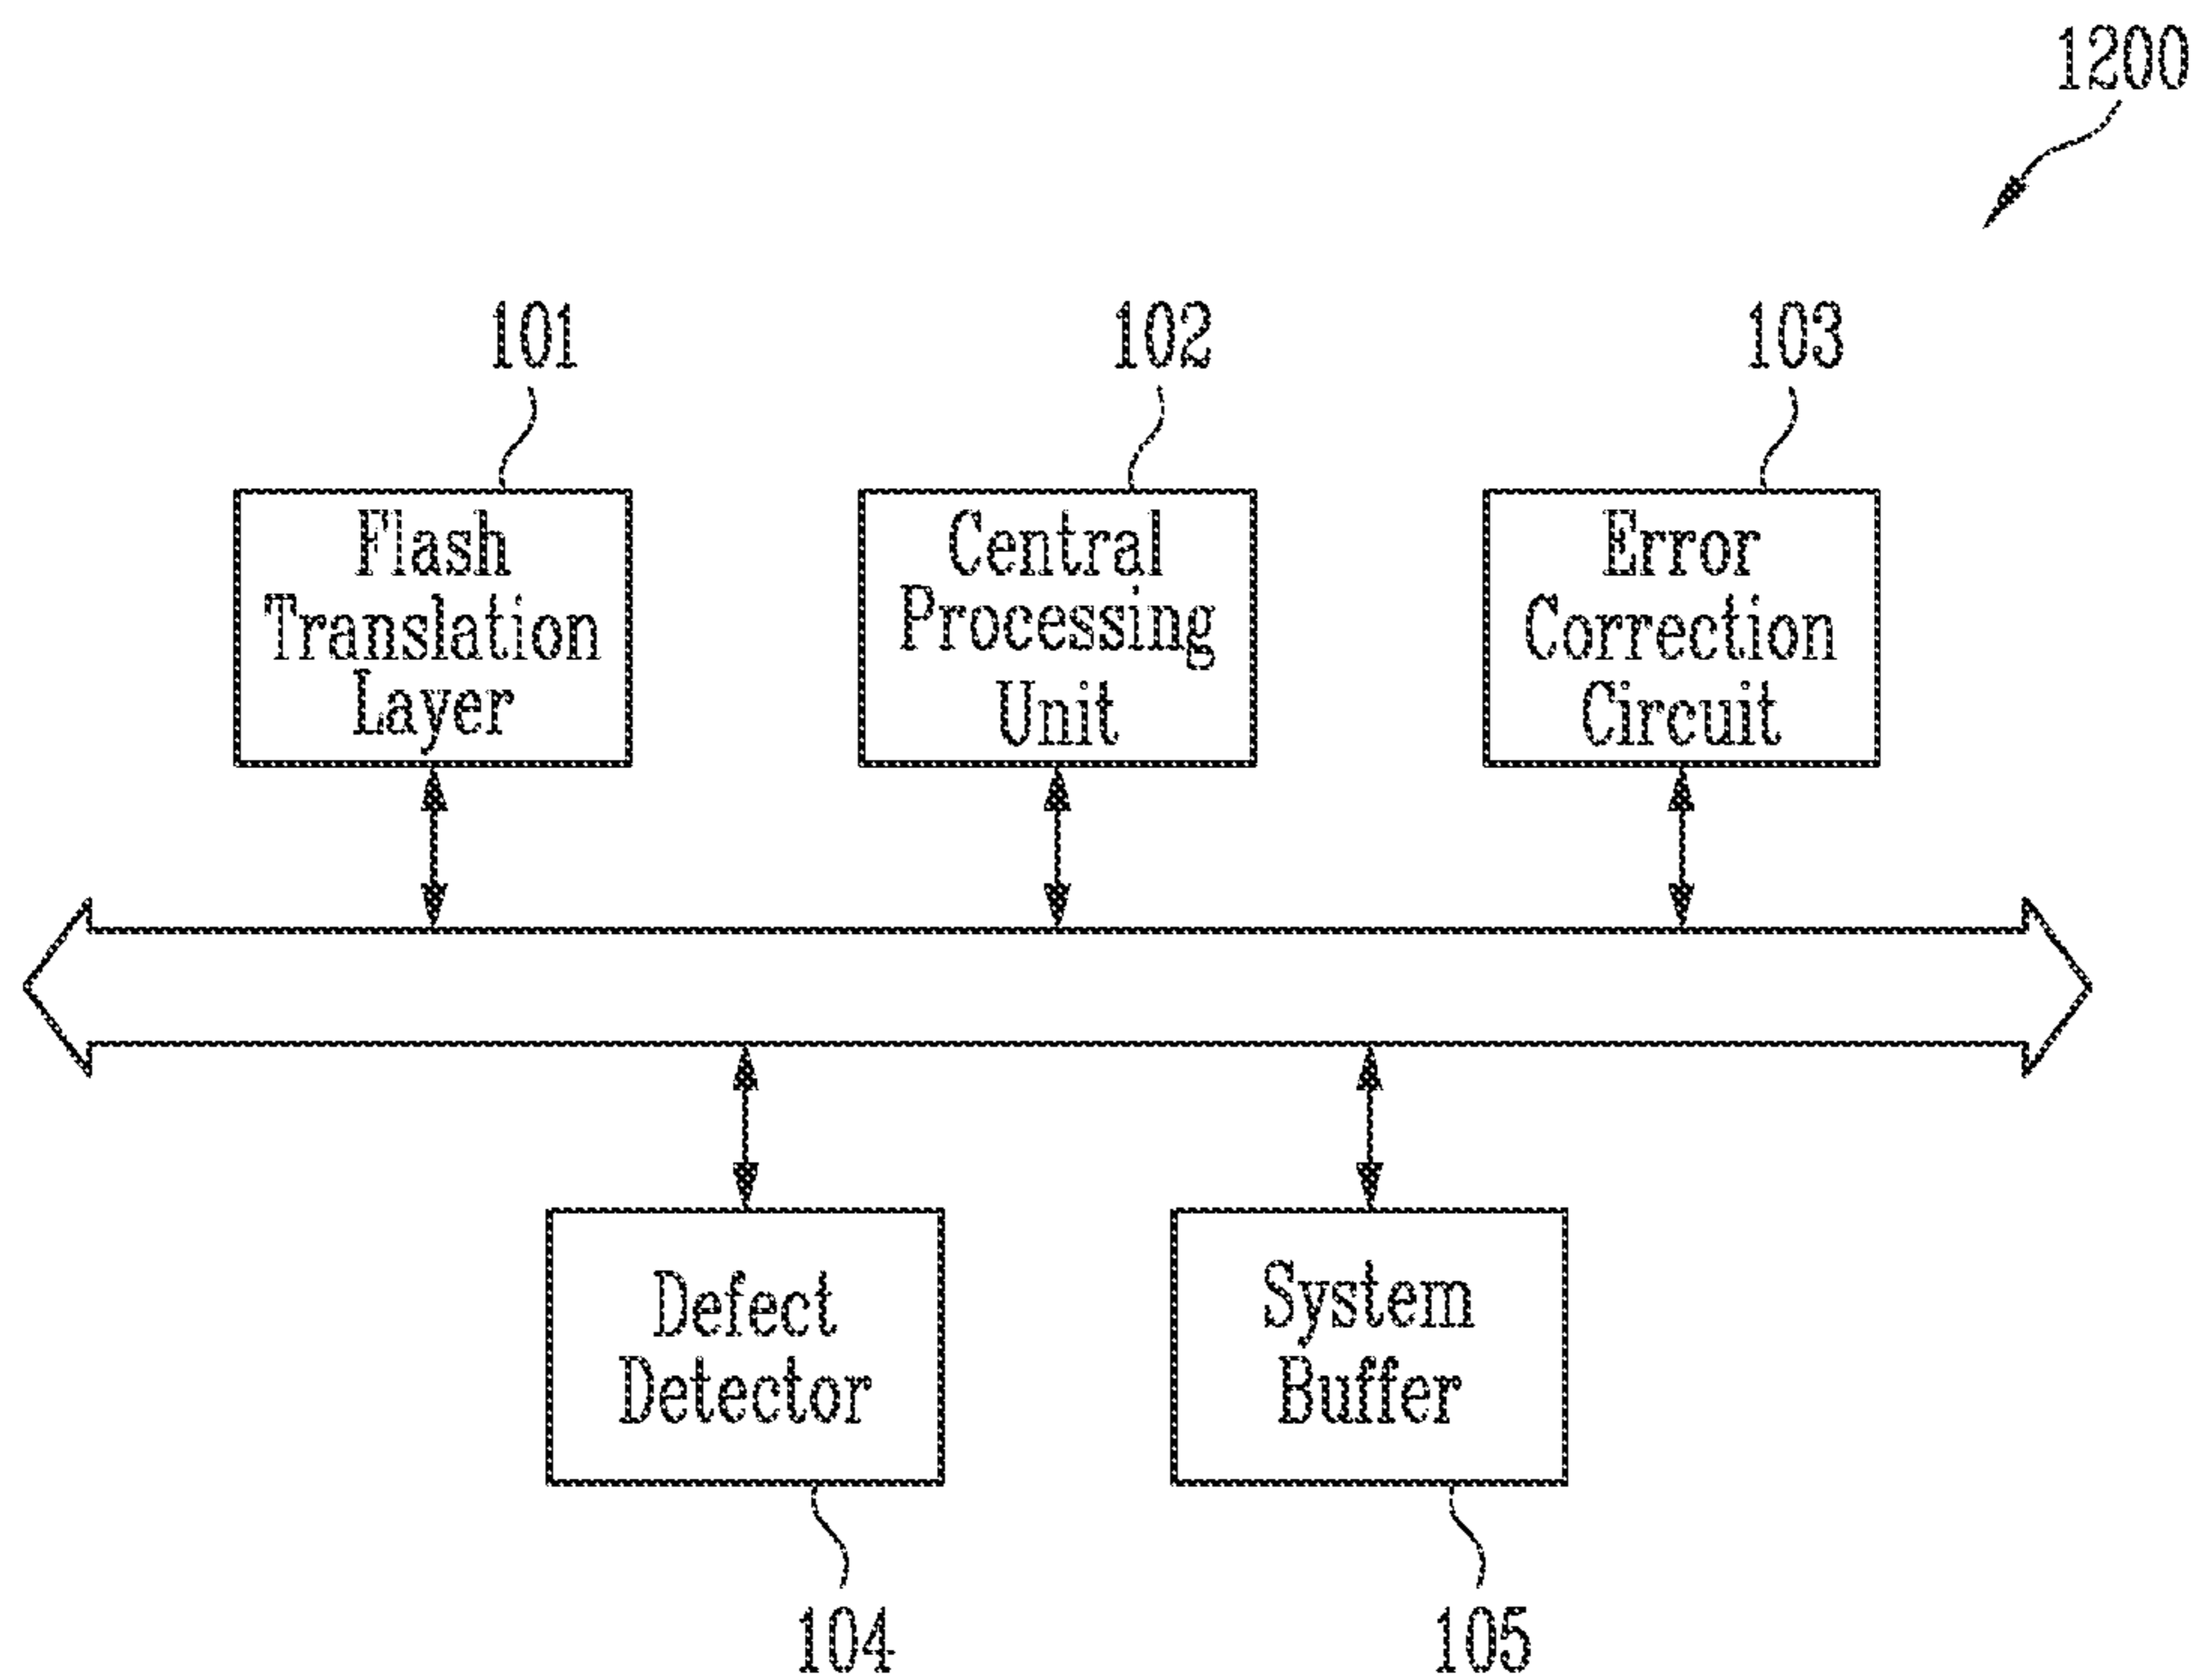 1200
101
102
103
Flash
Translation
Layer
Central
Processing
Unit
Error
Correction
Circuit
Defect
Detector
System
Buffer
104
105